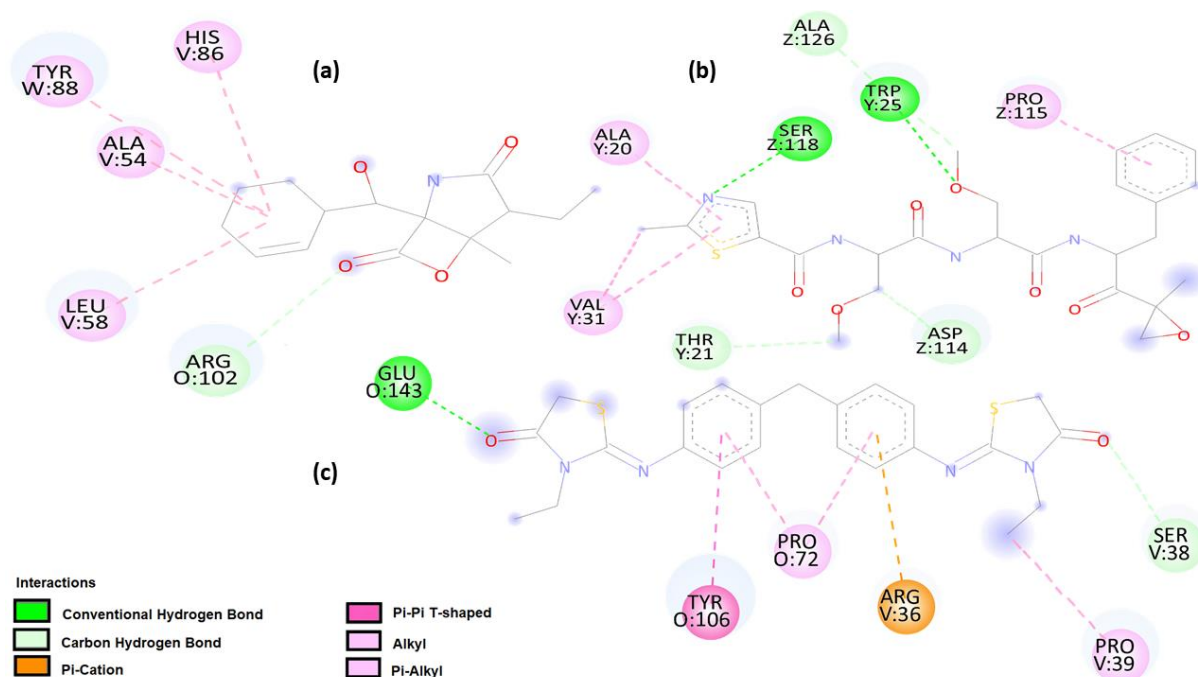 HIS
V:86
TYR
W:88
ALA
V:54
LEU
V:58
ARG
O:102
(a)
O
O
N
O
O
ALA
Z:126
(b)
TRP
Y:25
PRO
Z:115
SER
Z:118
ALA
Y:20
VAL
Y:31
THR
Y:21
ASP
Z:114
N
S
O
N
O
O
N
O
O
N
O
O
GLU
O:143
(c)
O
S
N
N
N
S
N
O
TYR
O:106
PRO
O:72
ARG
V:36
SER
V:38
PRO
V:39
Interactions
Conventional Hydrogen Bond
Carbon Hydrogen Bond
Pi-Cation
Pi-Pi T-shaped
Alkyl
Pi-Alkyl